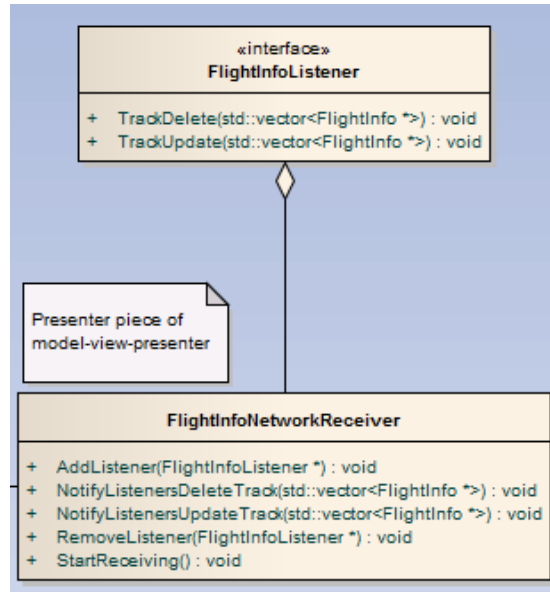 «interface»
FlightInfoListener
+ TrackDelete(std::vector<FlightInfo *>) : void
+ TrackUpdate(std::vector<FlightInfo *>) : void
Presenter piece of
model-view-presenter
FlightInfoNetworkReceiver
+ AddListener(FlightInfoListener *) : void
+ NotifyListenersDeleteTrack(std::vector<FlightInfo *>) : void
+ NotifyListenersUpdateTrack(std::vector<FlightInfo *>) : void
+ RemoveListener(FlightInfoListener *) : void
+ StartReceiving() : void